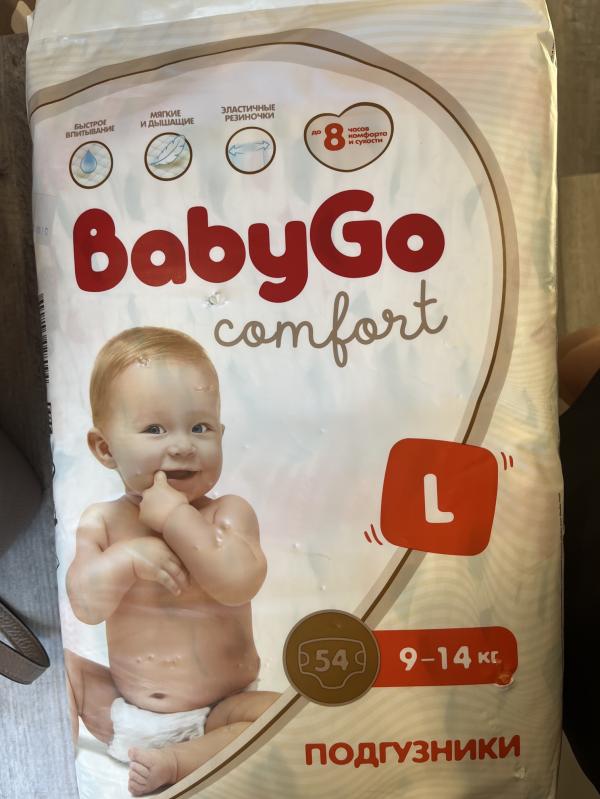 БЫСТРОЕ
ВПИТЫВАНИЕ
МЯГКИЕ
И ДЫШАЩИЕ
ЭЛАСТИЧНЫЕ
РЕЗИНОЧКИ
до 8 часов
комфорта
и сухости
BabyGo
comfort
L
54
9-14 кг
ПОДГУЗНИКИ